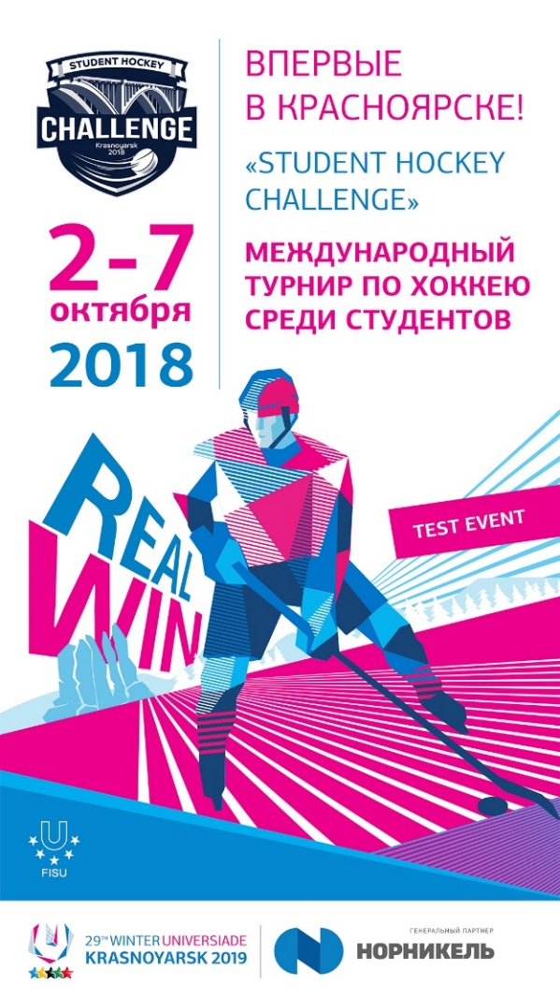 STUDENT HOCKEY
CHALLENGE
Krasnoyarsk
2018
2-7
октября
2018
ВПЕРВЫЕ
В КРАСНОЯРСКЕ!
«STUDENT HOCKEY
CHALLENGE»
МЕЖДУНАРОДНЫЙ
ТУРНИР ПО ХОККЕЮ
СРЕДИ СТУДЕНТОВ
REAL
WIN
TEST EVENT
U
FISU
29TH WINTER UNIVERSIADE
KRASNOYARSK 2019
ГЕНЕРАЛЬНЫЙ ПАРТНЕР
НОРНИКЕЛЬ